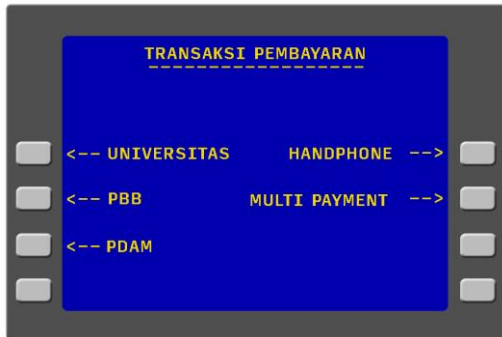 TRANSAKSI PEMBAYARAN
<-- UNIVERSITAS
HANDPHONE -->
<-- PBB
MULTI PAYMENT -->
<-- PDAM